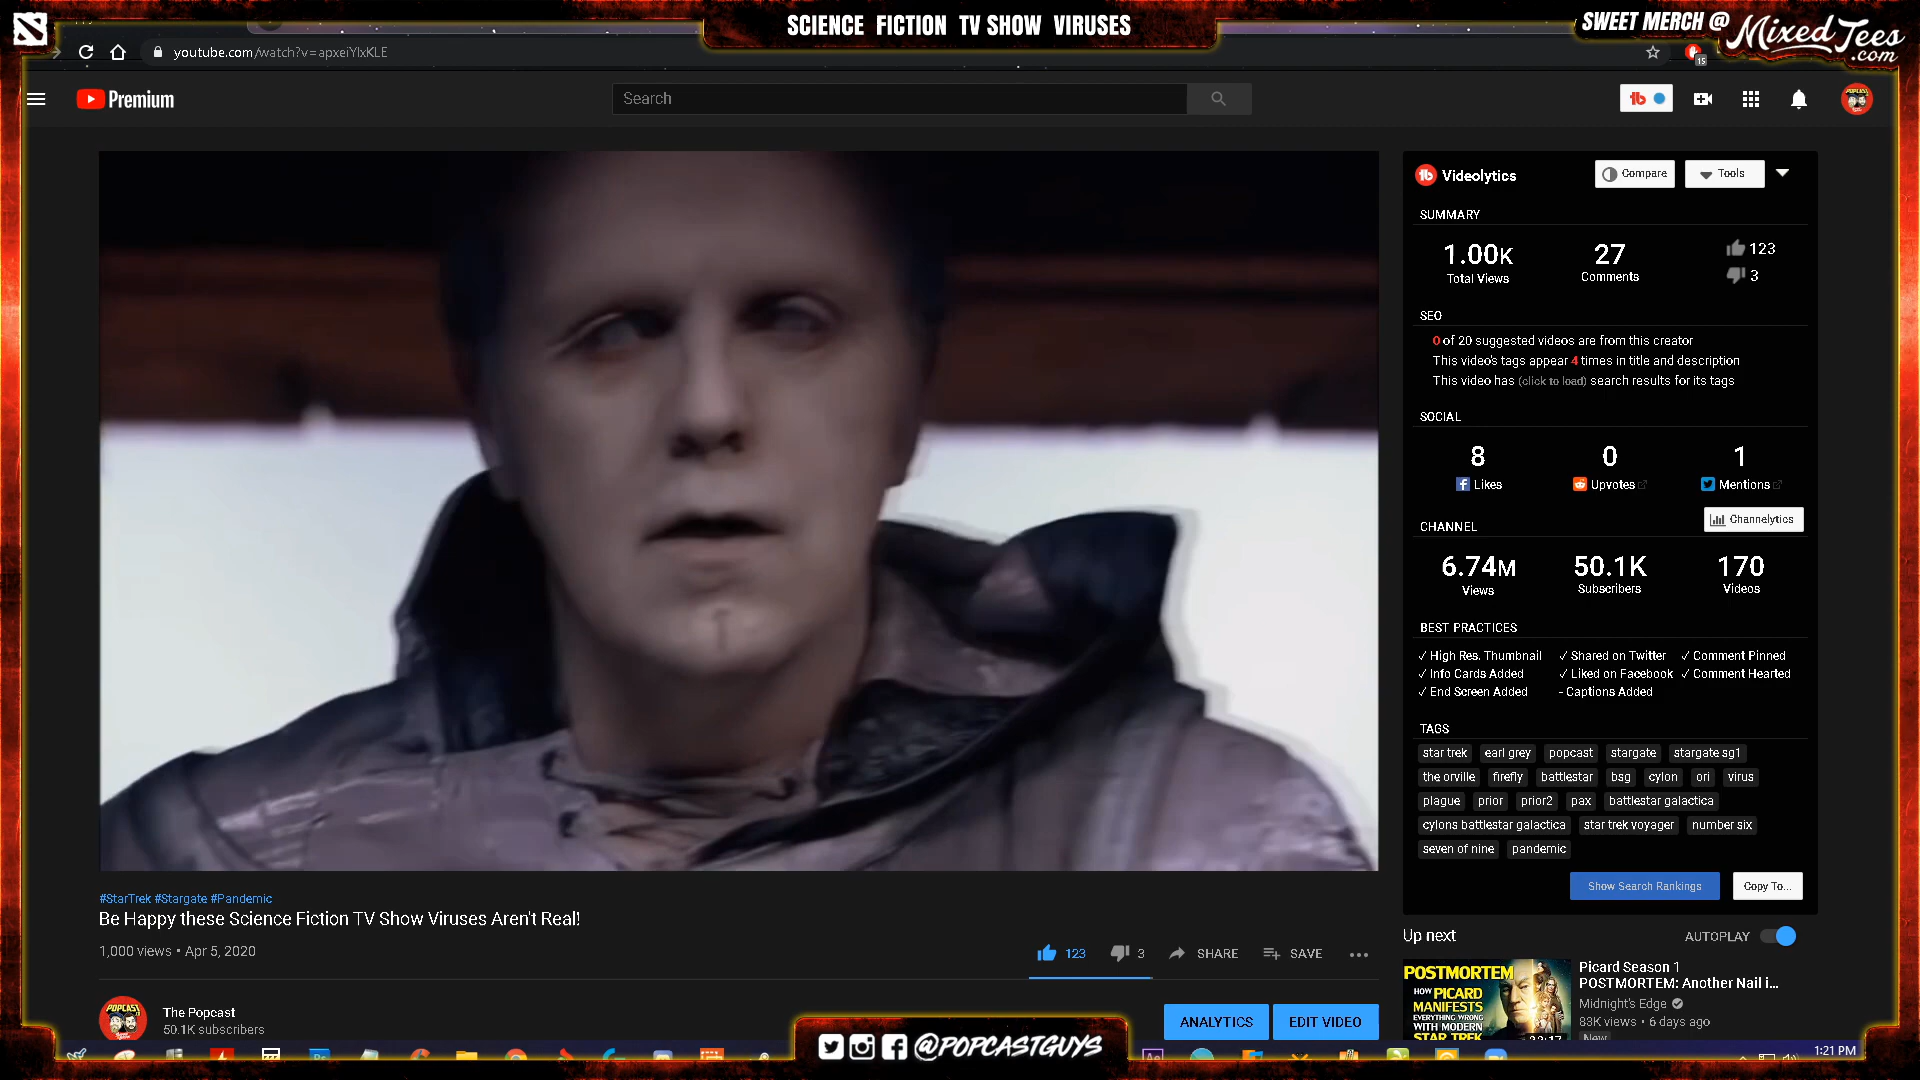 SCIENCE FICTION TV SHOW VIRUSES
SWEET MERCH @
MixedTees
.com
youtube.com/watch?v=apxeiYlxKLE
15
Premium
Search
Videolytics
Compare
Tools
SUMMARY
1.00K
27
123
Total Views
Comments
3
SEO
0 of 20 suggested videos are from this creator
This video's tags appear 4 times in title and description
This video has (click to load) search results for its tags
SOCIAL
8
0
1
Likes
Upvotes
Mentions
CHANNEL
Channelytics
6.74M
50.1K
170
Views
Subscribers
Videos
BEST PRACTICES
✓ High Res. Thumbnail
✓ Shared on Twitter
✓ Comment Pinned
✓ Info Cards Added
✓ Liked on Facebook
✓ Comment Hearted
✓ End Screen Added
- Captions Added
TAGS
star trek earl grey popcast stargate stargate sg1
the orville firefly battlestar bsg cylon ori virus
plague prior prior2 pax battlestar galactica
cylons battlestar galactica star trek voyager number six
seven of nine pandemic
Show Search Rankings
Copy To...
#StarTrek #Stargate #Pandemic
Be Happy these Science Fiction TV Show Viruses Aren't Real!
1,000 views • Apr 5, 2020
123
3
SHARE
SAVE
The Popcast
50.1K subscribers
ANALYTICS
EDIT VIDEO
Up next
AUTOPLAY
POSTMORTEM
HOW PICARD
MANIFESTS
EVERYTHING WRONG
WITH MODERN
STAR TREK
Picard Season 1
POSTMORTEM: Another Nail i...
Midnight's Edge
83K views • 6 days ago
New
@POPCASTGUYS
1:21 PM